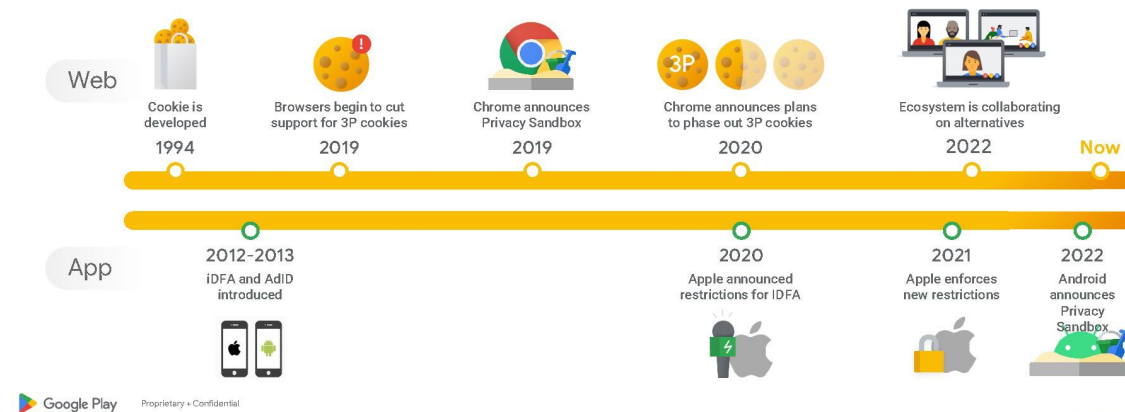 Web
!
3P
Cookie is
developed
1994
Browsers begin to cut
support for 3P cookies
2019
Chrome announces
Privacy Sandbox
2019
Chrome announces plans
to phase out 3P cookies
2020
Ecosystem is collaborating
on alternatives
2022
Now
App
2012-2013
iDFA and AdID
introduced
2020
Apple announced
restrictions for IDFA
2021
Apple enforces
new restrictions
2022
Android
announces
Privacy
Sandbox
Google Play
Proprietary + Confidential